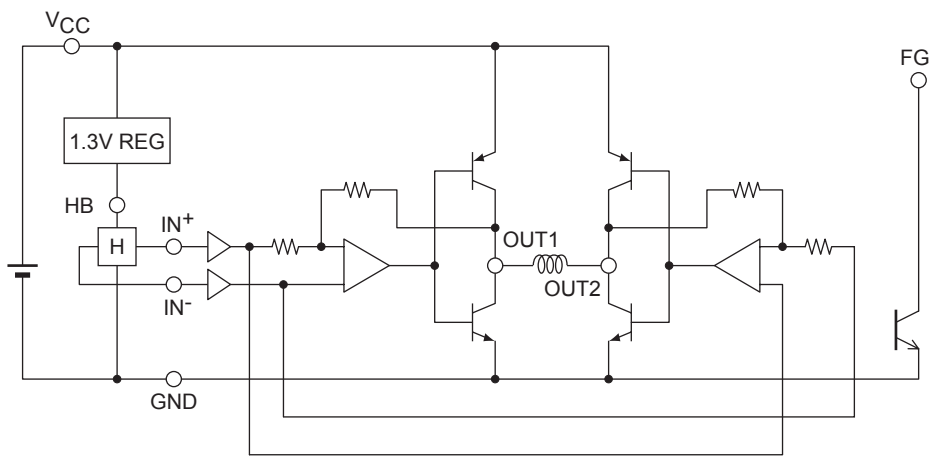 VCC
FG
1.3V REG
HB
IN+
H
OUT1
OUT2
IN-
GND